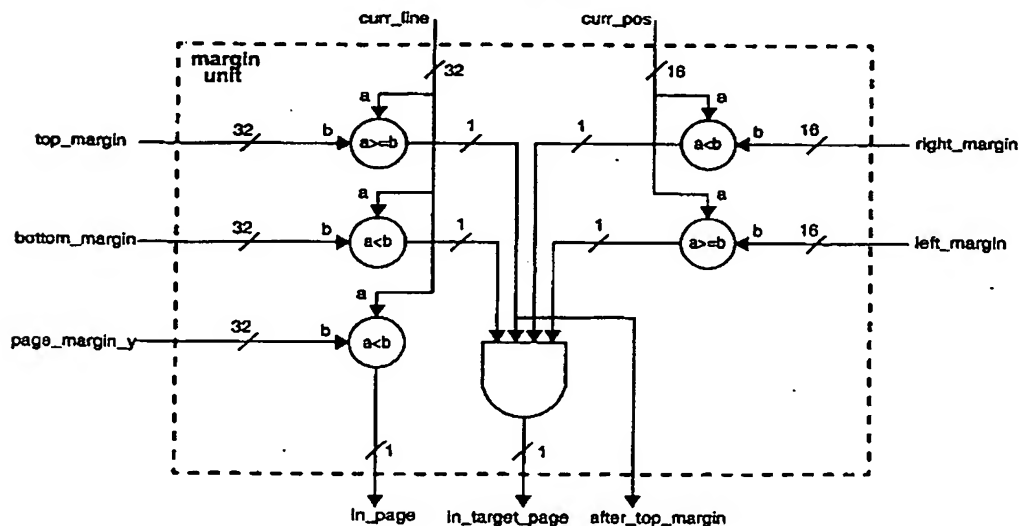 curr_line curr_pos
margin
unit
32 16
a a
top_margin 32 b a>=b 1 1 a<b b 16 right_margin
a a
bottom_margin 32 b a<b 1 1 a>=b b 16 left_margin
a
page_margin_y 32 b a<b
1 1
in_page in_target_page after_top_margin